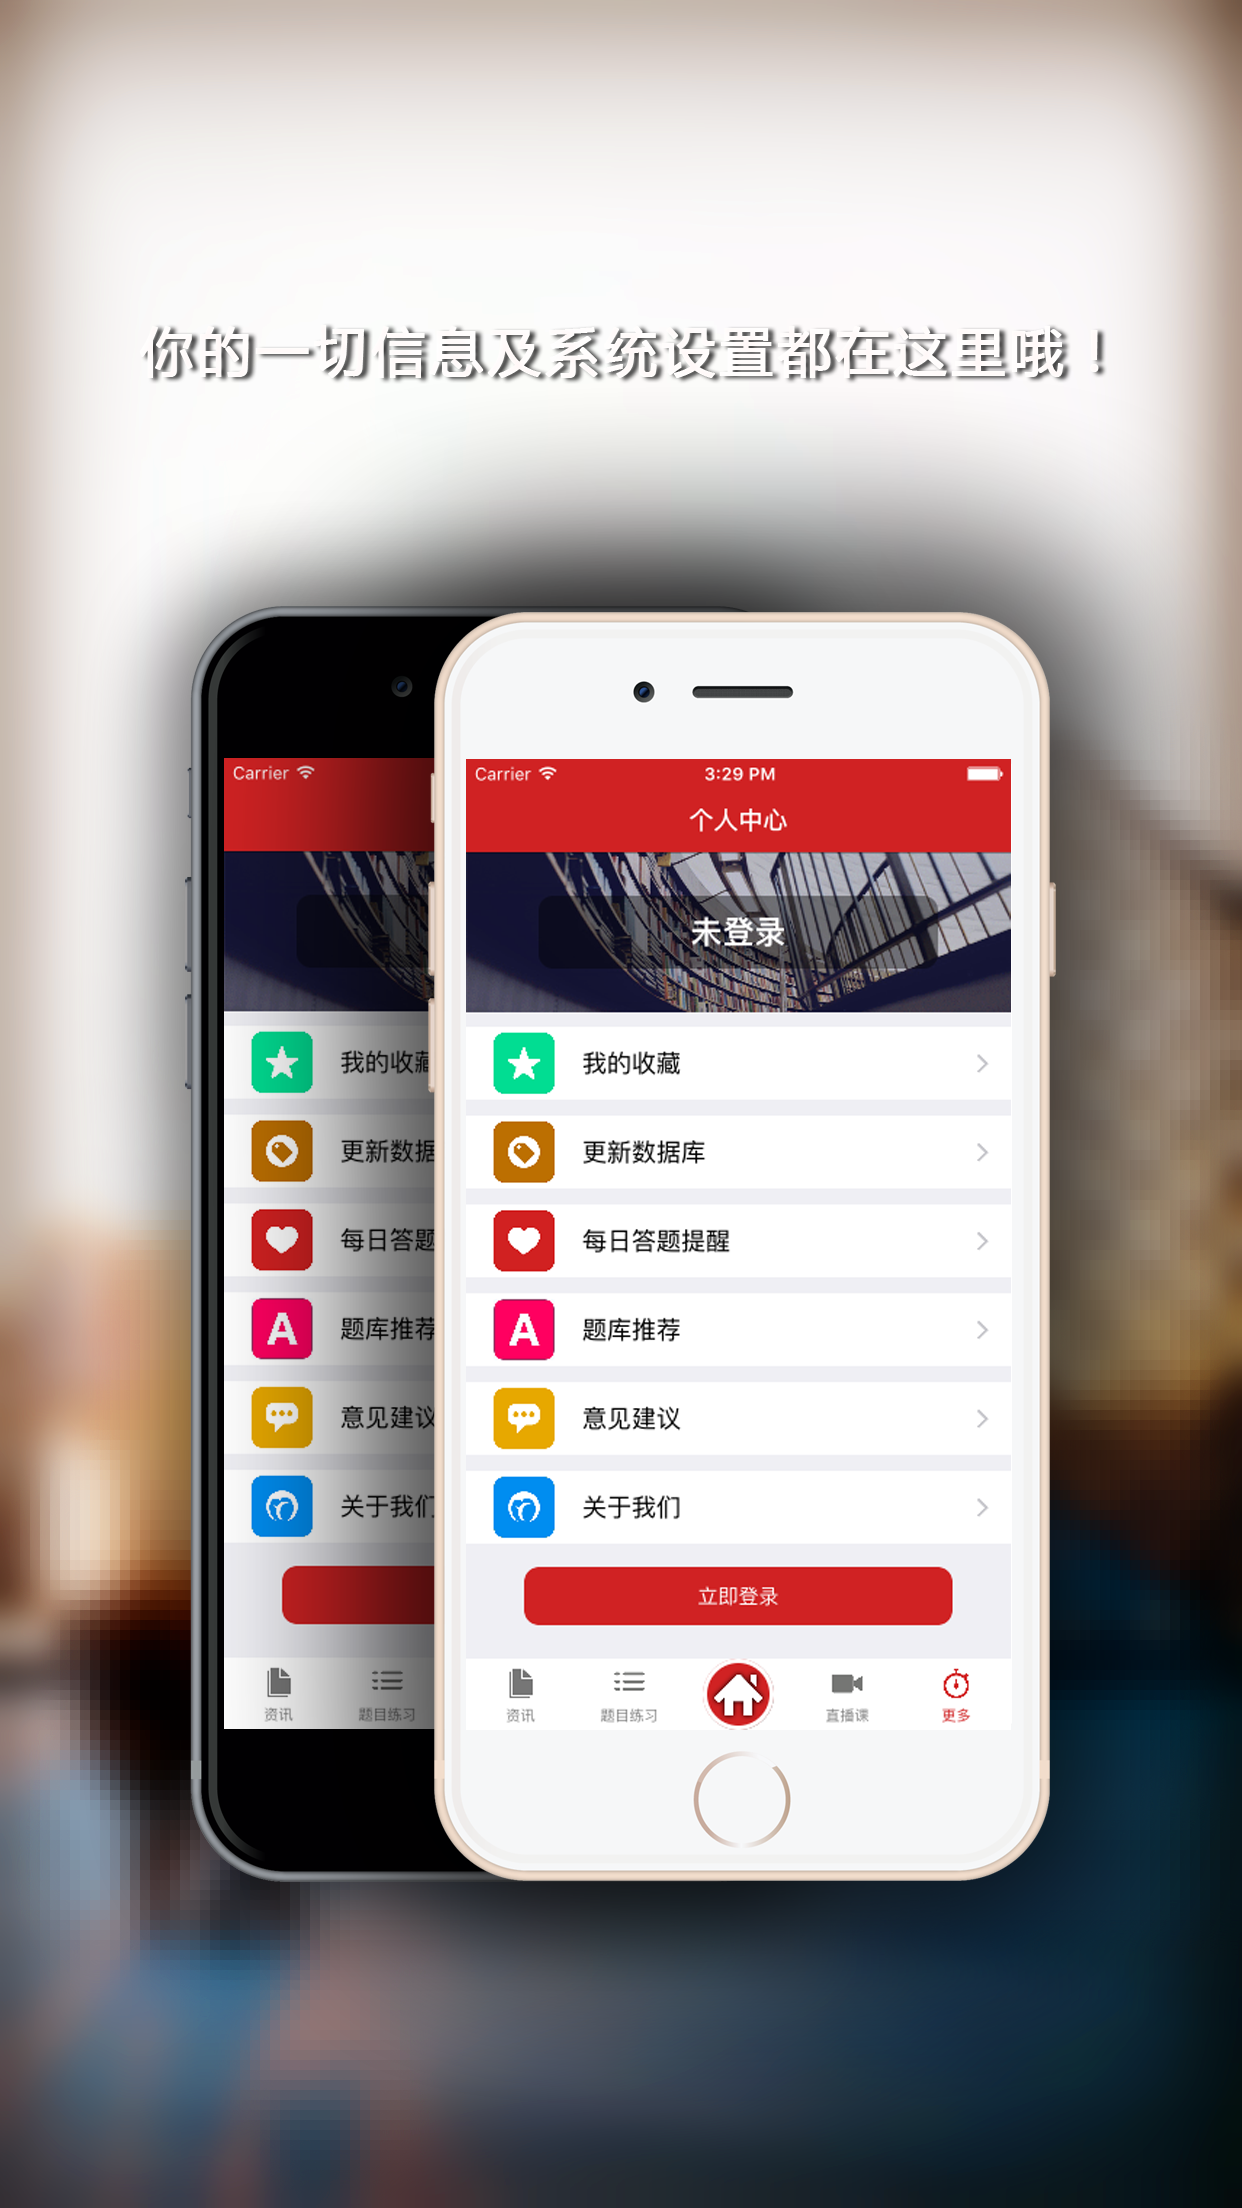 你的一切信息及系统设置都在这里哦！
Carrier
Carrier 3:29 PM
个人中心
未登录
我的收藏
更新数据
每日答题
题库推荐
意见建议
关于我们
我的收藏
更新数据库
每日答题提醒
题库推荐
意见建议
关于我们
立即登录
资讯 题目练习
资讯 题目练习 直播课 更多